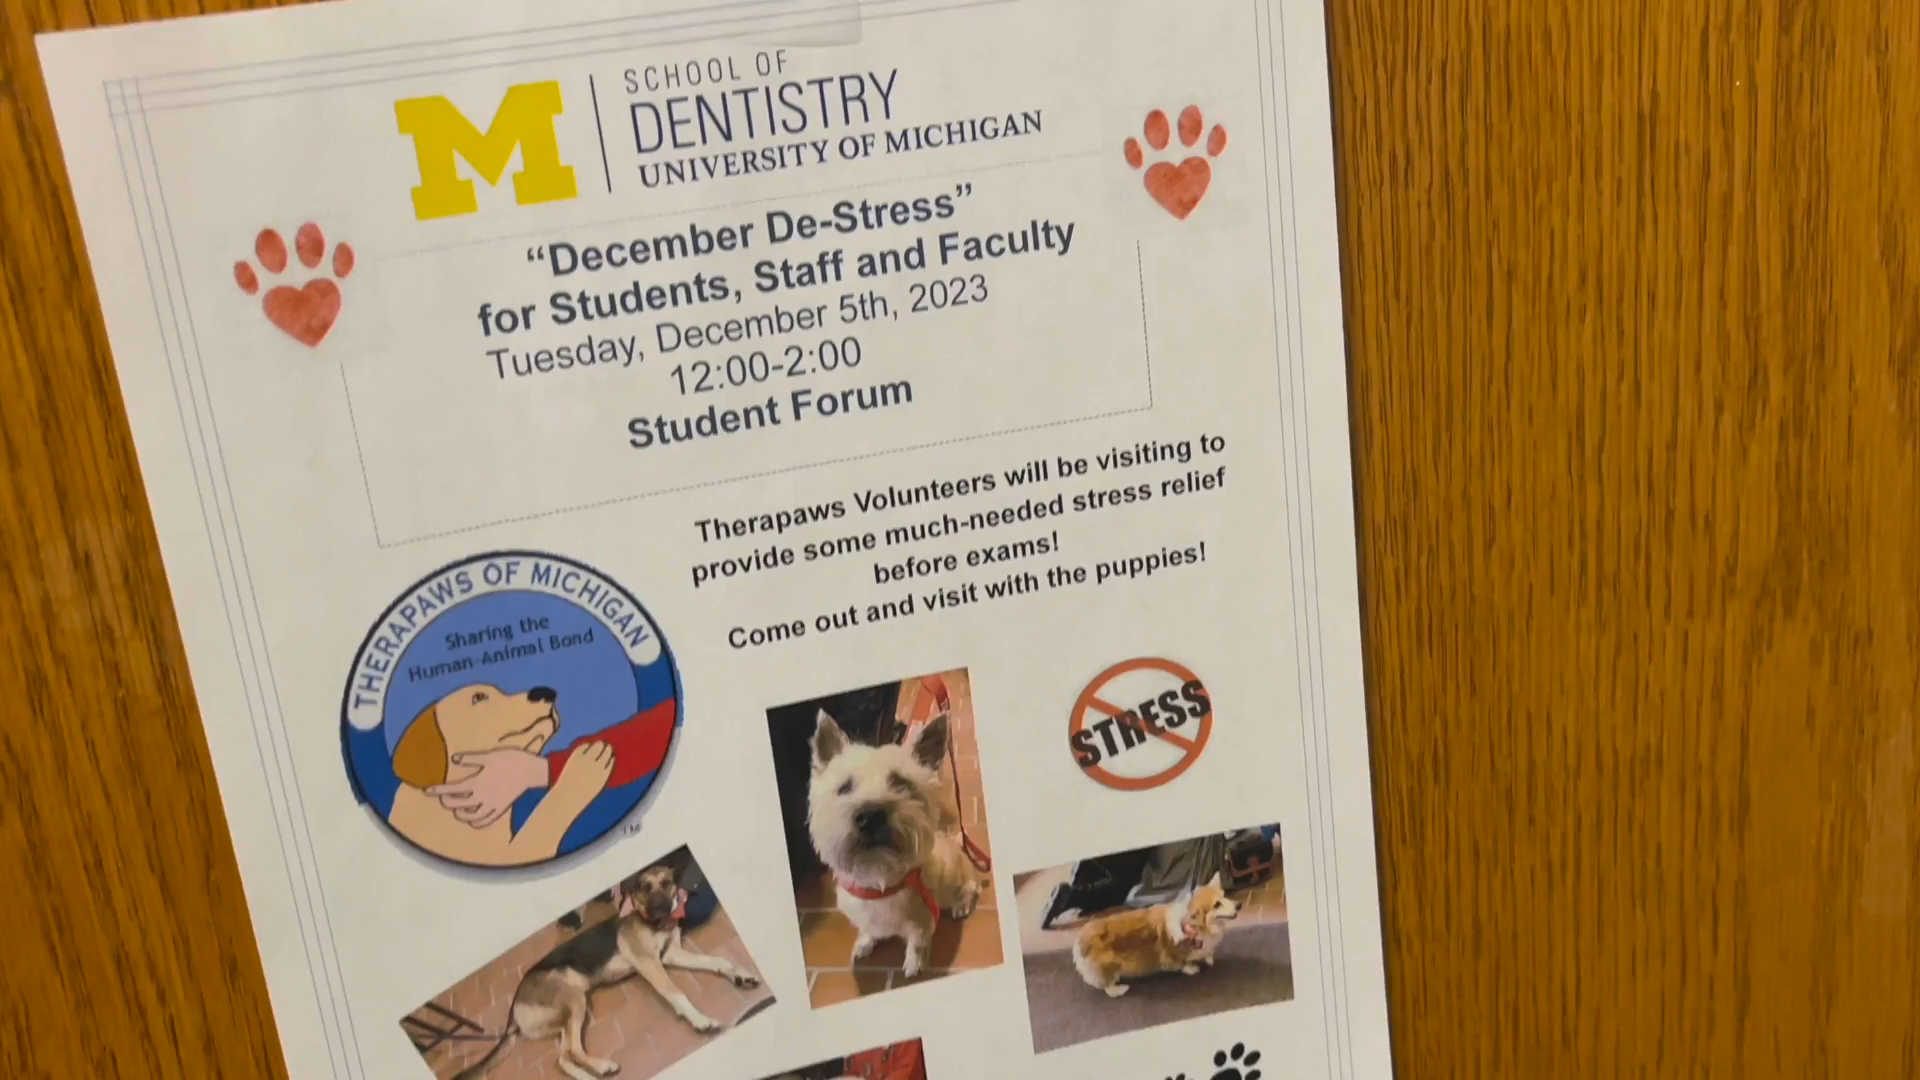 SCHOOL OF
DENTISTRY
UNIVERSITY OF MICHIGAN
“December De-Stress”
for Students, Staff and Faculty
Tuesday, December 5th, 2023
12:00-2:00
Student Forum
Therapaws Volunteers will be visiting to
provide some much-needed stress relief
before exams!
Come out and visit with the puppies!
THERAPAWS OF MICHIGAN
Sharing the
Human-Animal Bond
TM
STRESS